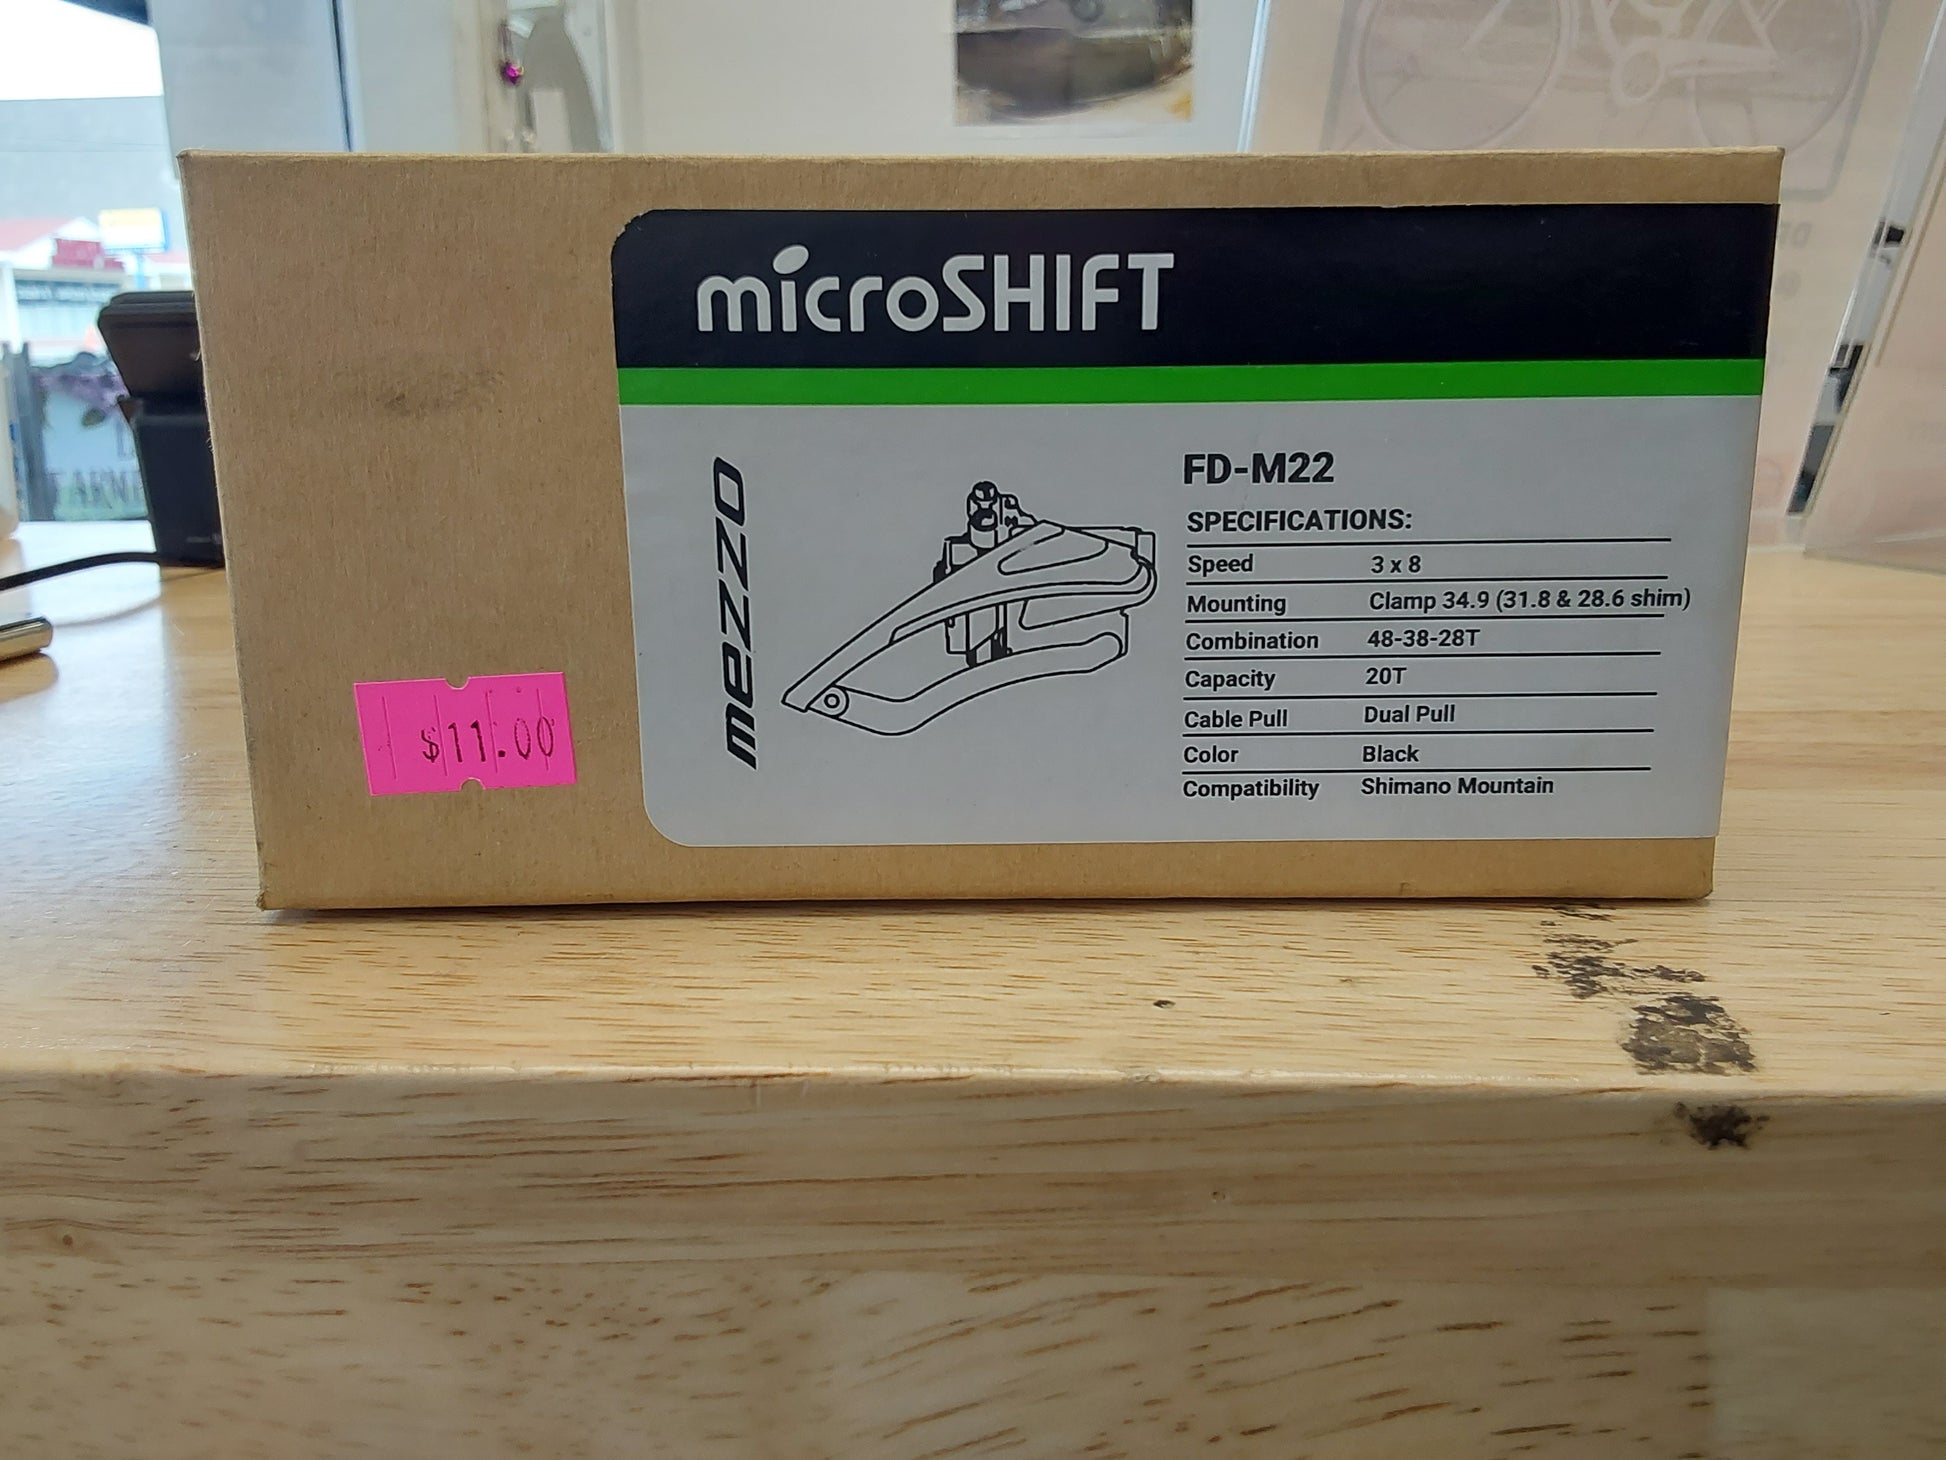 microSHIFT
mezzo
FD-M22
SPECIFICATIONS:
Speed 3 x 8
Mounting Clamp 34.9 (31.8 & 28.6 shim)
Combination 48-38-28T
Capacity 20T
Cable Pull Dual Pull
Color Black
Compatibility Shimano Mountain
$11.00